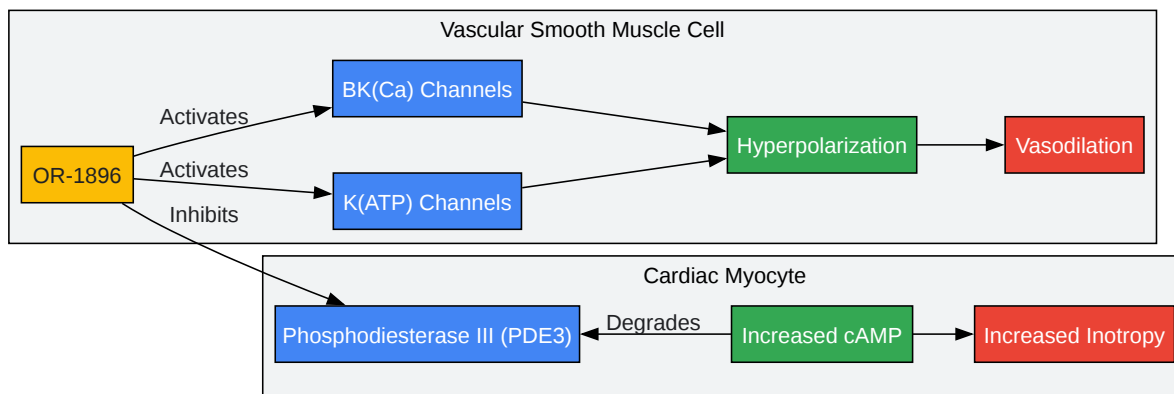 Vascular Smooth Muscle Cell
BK(Ca) Channels
Activates
Hyperpolarization
Vasodilation
OR-1896
Activates
K(ATP) Channels
Inhibits
Cardiac Myocyte
Phosphodiesterase III (PDE3)
Degrades
Increased cAMP
Increased Inotropy